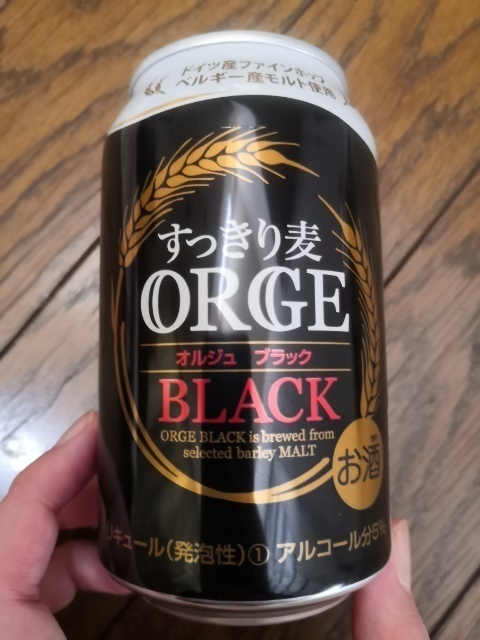 ドイツ産ファインホップ
ベルギー産モルト使用
すっきり麦
ORGE
オルジュ ブラック
BLACK
ORGE BLACK is brewed from
selected barley MALT
お酒
リキュール(発泡性)① アルコール分5%